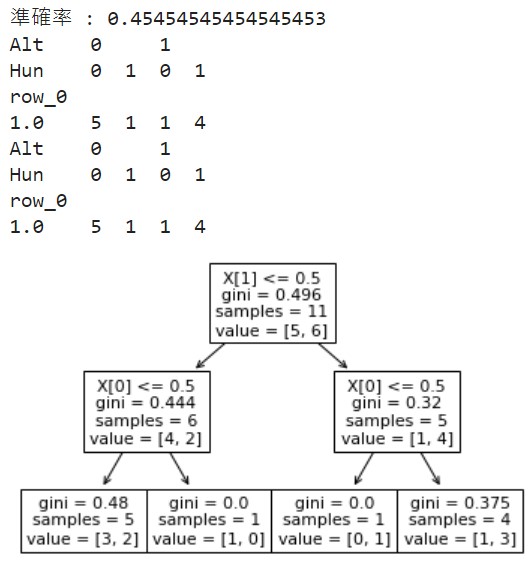 準確率 : 0.45454545454545453
Alt 0 1
Hun 0 1 0 1
row_0
1.0 5 1 1 4
Alt 0 1
Hun 0 1 0 1
row_0
1.0 5 1 1 4
X[1] <= 0.5
gini = 0.496
samples = 11
value = [5, 6]
X[0] <= 0.5
gini = 0.444
samples = 6
value = [4, 2]
X[0] <= 0.5
gini = 0.32
samples = 5
value = [1, 4]
gini = 0.48
samples = 5
value = [3, 2]
gini = 0.0
samples = 1
value = [1, 0]
gini = 0.0
samples = 1
value = [0, 1]
gini = 0.375
samples = 4
value = [1, 3]